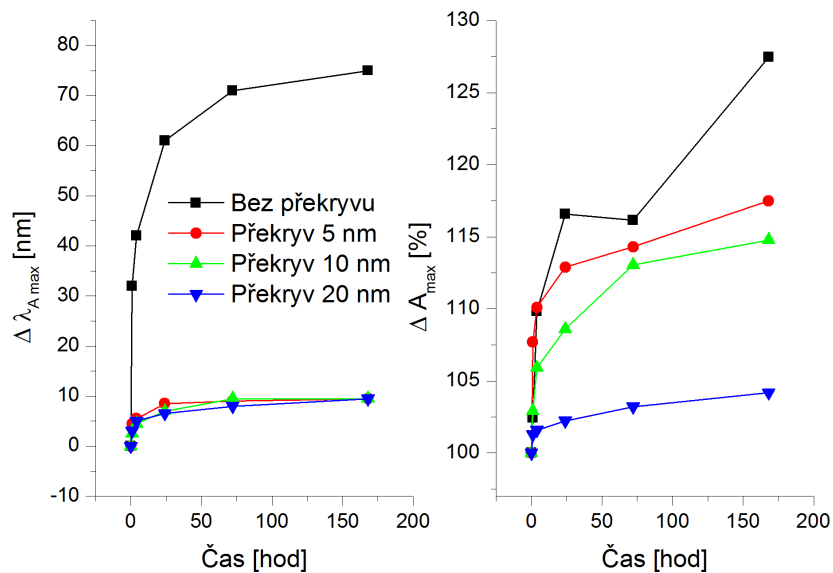 80
70
60
50
40
30
20
10
0
-10
Δ λA max [nm]
0 50 100 150 200
Čas [hod]
Bez překryvu
Překryv 5 nm
Překryv 10 nm
Překryv 20 nm
130
125
120
115
110
105
100
Δ Amax [%]
0 50 100 150 200
Čas [hod]